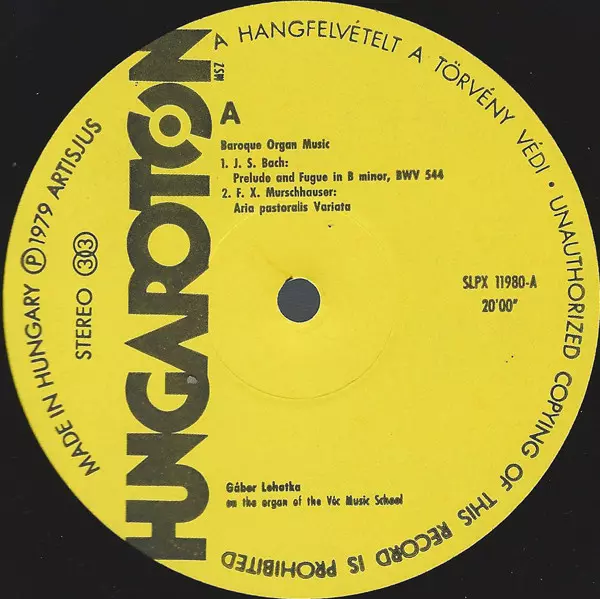 HUNGAROTON
MSZ
A HANGFELVÉTELT A TÖRVÉNY VÉDI • UNAUTHORIZED COPYING OF THIS RECORD IS PROHIBITED
MADE IN HUNGARY Ⓟ 1979 ARTISJUS
STEREO 33
A
Baroque Organ Music
1. J. S. Bach:
Prelude and Fugue in B minor, BWV 544
2. F. X. Murschhauser:
Aria pastoralis Variata
SLPX 11980-A
20'00"
Gábor Lehotka
on the organ of the Vác Music School